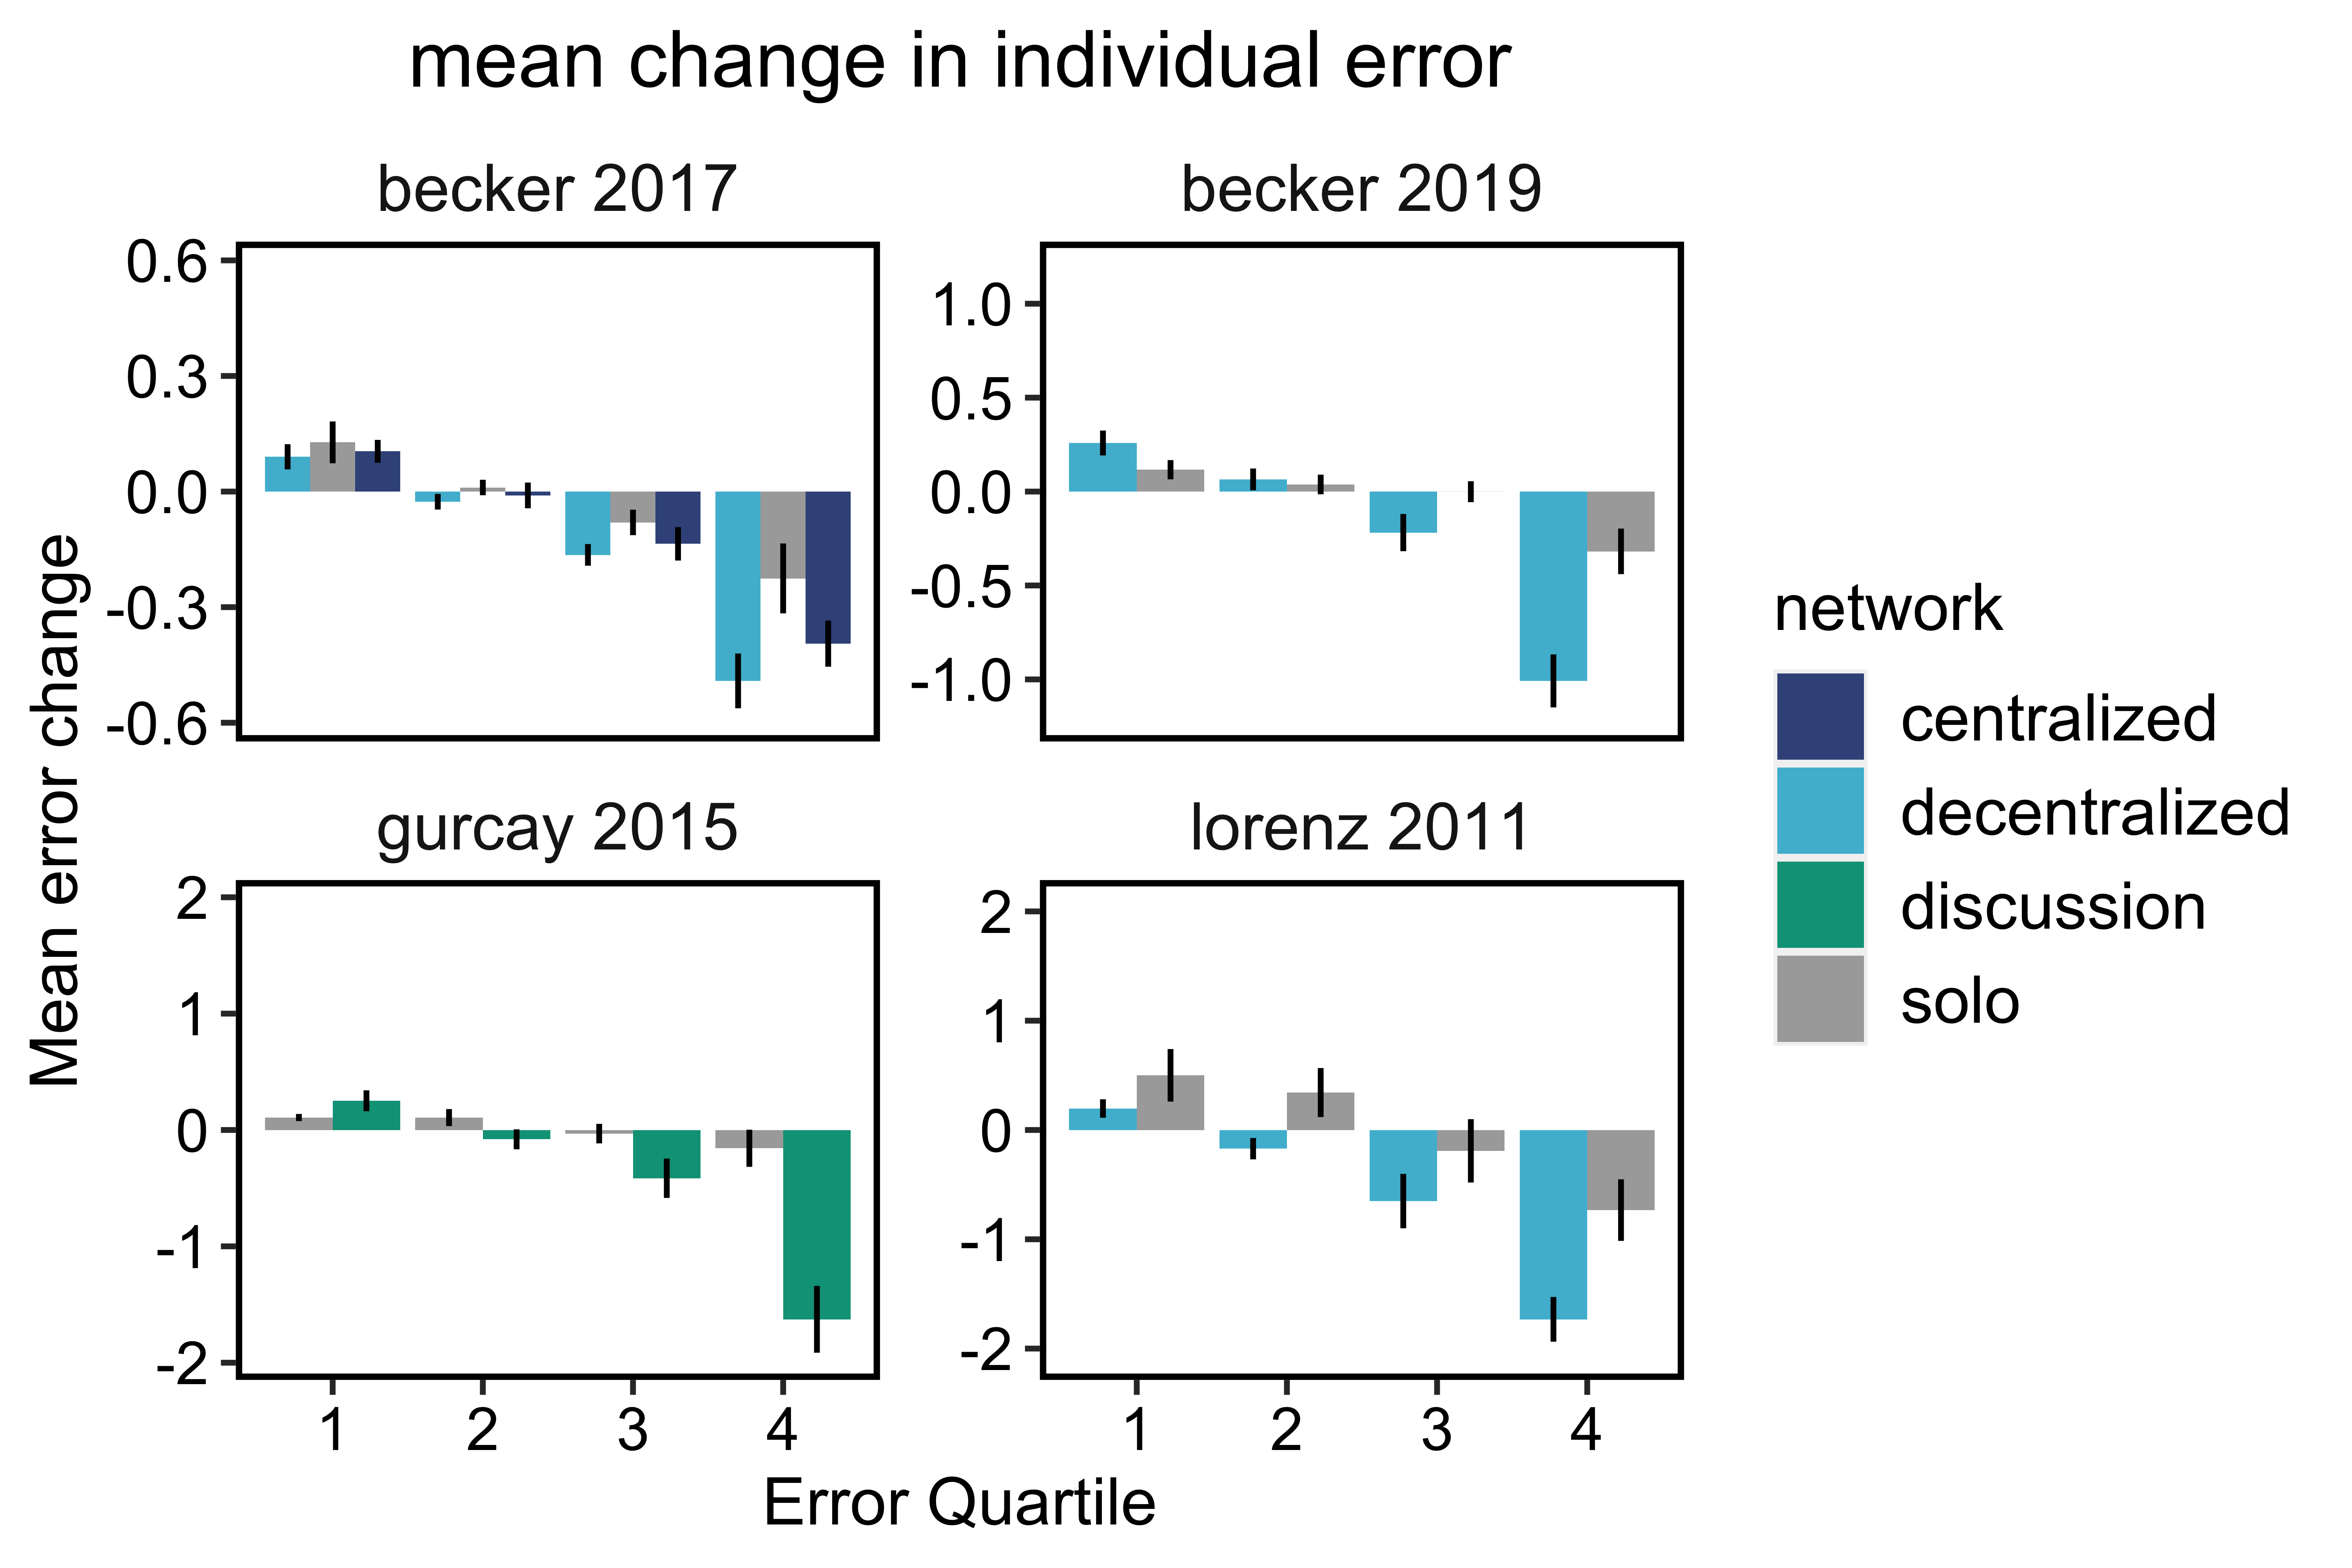 mean change in individual error
becker 2017
becker 2019
0.6
0.3
0.0
-0.3
-0.6
1.0
0.5
0.0
-0.5
-1.0
gurcay 2015
lorenz 2011
2
1
0
-1
-2
2
1
0
-1
-2
1 2 3 4
1 2 3 4
Error Quartile
Mean error change
network
centralized
decentralized
discussion
solo